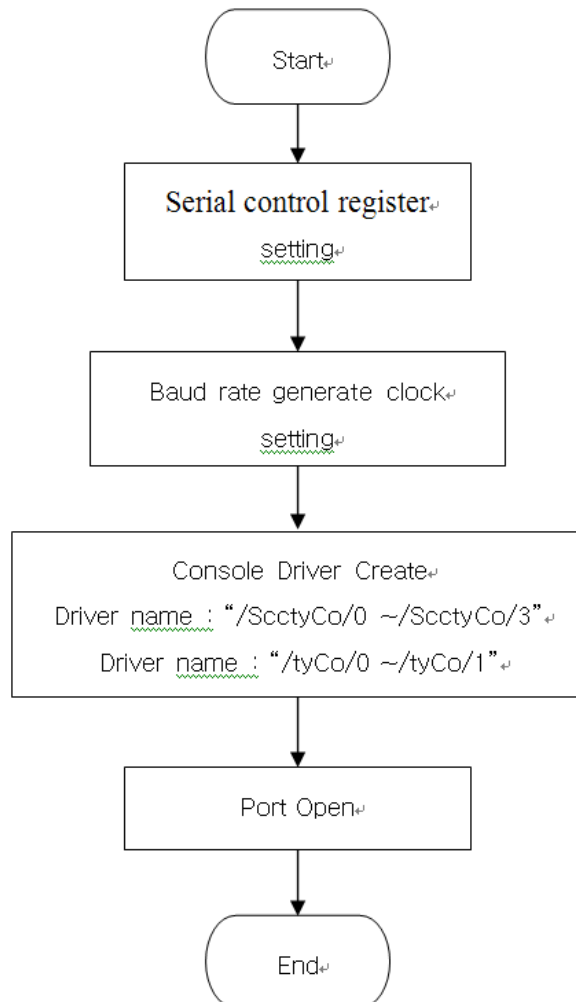 Start
Serial control register
setting
Baud rate generate clock
setting
Console Driver Create
Driver name : “/ScctyCo/0 ~/ScctyCo/3”
Driver name : “/tyCo/0 ~/tyCo/1”
Port Open
End